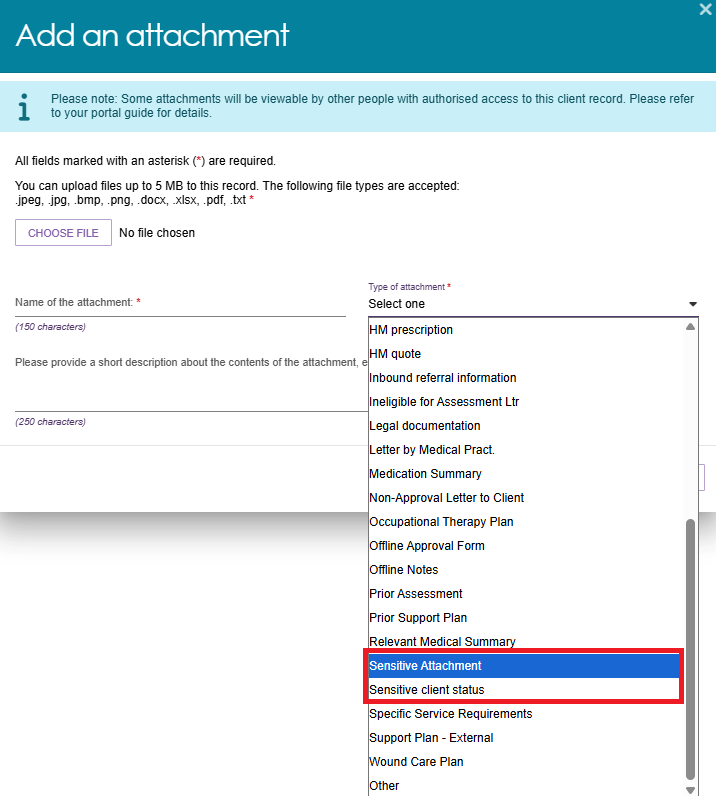 Add an attachment
Please note: Some attachments will be viewable by other people with authorised access to this client record. Please refer
to your portal guide for details.
All fields marked with an asterisk (*) are required.
You can upload files up to 5 MB to this record. The following file types are accepted:
.jpeg, .jpg, .bmp, .png, .docx, .xlsx, .pdf, .txt *
CHOOSE FILE No file chosen
Type of attachment *
Name of the attachment: *
Select one
(150 characters)
Please provide a short description about the contents of the attachment,
(250 characters)
HM prescription
HM quote
Inbound referral information
Ineligible for Assessment Ltr
Legal documentation
Letter by Medical Pract.
Medication Summary
Non-Approval Letter to Client
Occupational Therapy Plan
Offline Approval Form
Offline Notes
Prior Assessment
Prior Support Plan
Relevant Medical Summary
Sensitive Attachment
Sensitive client status
Specific Service Requirements
Support Plan - External
Wound Care Plan
Other